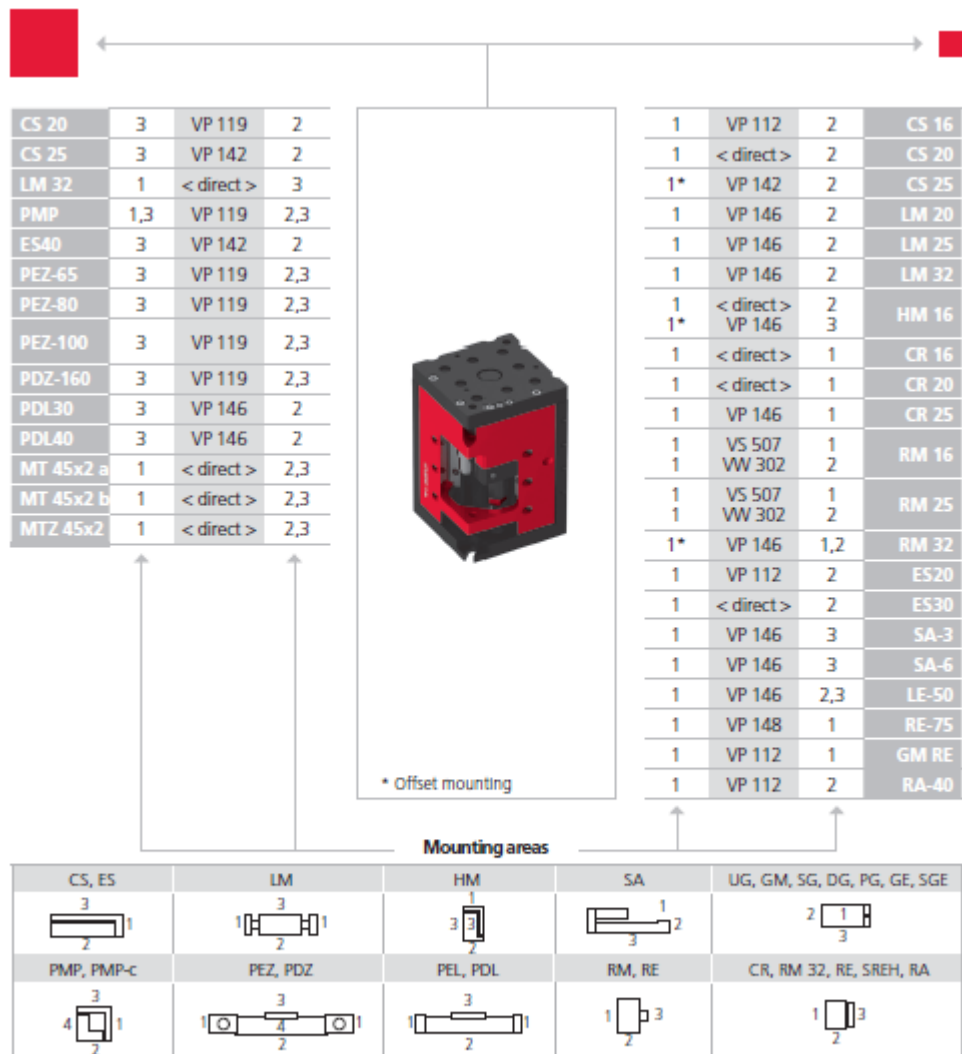 CS 20 3 VP 119 2
CS 25 3 VP 142 2
LM 32 1 < direct > 3
PMP 1,3 VP 119 2,3
ES40 3 VP 142 2
PEZ-65 3 VP 119 2,3
PEZ-80 3 VP 119 2,3
PEZ-100 3 VP 119 2,3
PDZ-160 3 VP 119 2,3
PDL30 3 VP 146 2
PDL40 3 VP 146 2
MT 45x2 a 1 < direct > 2,3
MT 45x2 b 1 < direct > 2,3
MTZ 45x2 1 < direct > 2,3
* Offset mounting
1 VP 112 2 CS 16
1 < direct > 2 CS 20
1* VP 142 2 CS 25
1 VP 146 2 LM 20
1 VP 146 2 LM 25
1 VP 146 2 LM 32
1 < direct > 2 HM 16
1* VP 146 3
1 < direct > 1 CR 16
1 < direct > 1 CR 20
1 VP 146 1 CR 25
1 VS 507 1 RM 16
1 VW 302 2
1 VS 507 1 RM 25
1 VW 302 2
1* VP 146 1,2 RM 32
1 VP 112 2 ES20
1 < direct > 2 ES30
1 VP 146 3 SA-3
1 VP 146 3 SA-6
1 VP 146 2,3 LE-50
1 VP 148 1 RE-75
1 VP 112 1 GM RE
1 VP 112 2 RA-40
Mounting areas
CS, ES LM HM SA UG, GM, SG, DG, PG, GE, SGE
3 3 1 1
1 1 1 3 3 2 2 1
2 2 2 3 3
PMP, PMP-c PEZ, PDZ PEL, PDL RM, RE CR, RM 32, RE, SREH, RA
3 3 3
4 1 1 4 1 1 1 1 3 1 3
2 2 2 2 2